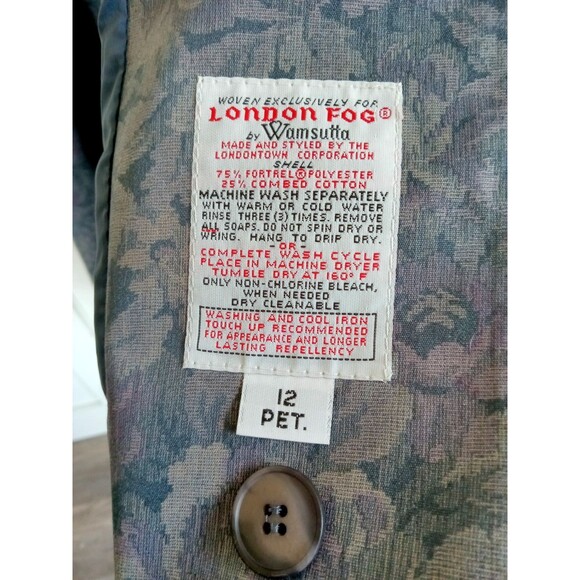 WOVEN EXCLUSIVELY FOR
LONDON FOG®
by Wamsutta
MADE AND STYLED BY THE
LONDONTOWN CORPORATION
SHELL
75% FORTREL® POLYESTER
25% COMBED COTTON
MACHINE WASH SEPARATELY
WITH WARM OR COLD WATER
RINSE THREE (3) TIMES. REMOVE
ALL SOAPS. DO NOT SPIN DRY OR
WRING. HANG TO DRIP DRY.
-OR-
COMPLETE WASH CYCLE
PLACE IN MACHINE DRYER
TUMBLE DRY AT 160° F
ONLY NON-CHLORINE BLEACH,
WHEN NEEDED
DRY CLEANABLE
WASHING AND COOL IRON
TOUCH UP RECOMMENDED
FOR APPEARANCE AND LONGER
LASTING REPELLENCY
12
PET.